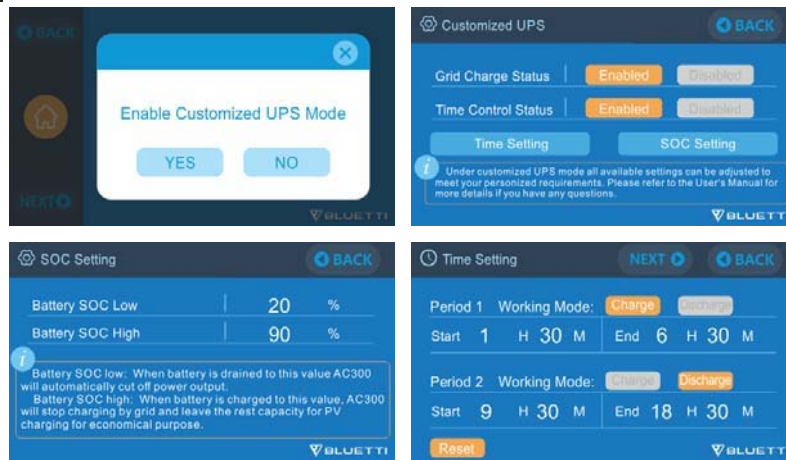 BACK
Enable Customized UPS Mode
YES NO
NEXT
BLUETTI
Customized UPS BACK
Grid Charge Status Enabled Disabled
Time Control Status Enabled Disabled
Time Setting SOC Setting
Under customized UPS mode all available settings can be adjusted to
meet your personized requirements. Please refer to the User's Manual for
more details if you have any questions.
BLUETT
SOC Setting BACK
Battery SOC Low 20 %
Battery SOC High 90 %
Battery SOC low: When battery is drained to this value AC300
will automatically cut off power output.
Battery SOC high: When battery is charged to this value, AC300
will stop charging by grid and leave the rest capacity for PV
charging for economical purpose.
BLUETTI
Time Setting NEXT BACK
Period 1 Working Mode: Charge Discharge
Start 1 H 30 M End 6 H 30 M
Period 2 Working Mode: Charge Discharge
Start 9 H 30 M End 18 H 30 M
Reset
BLUETT